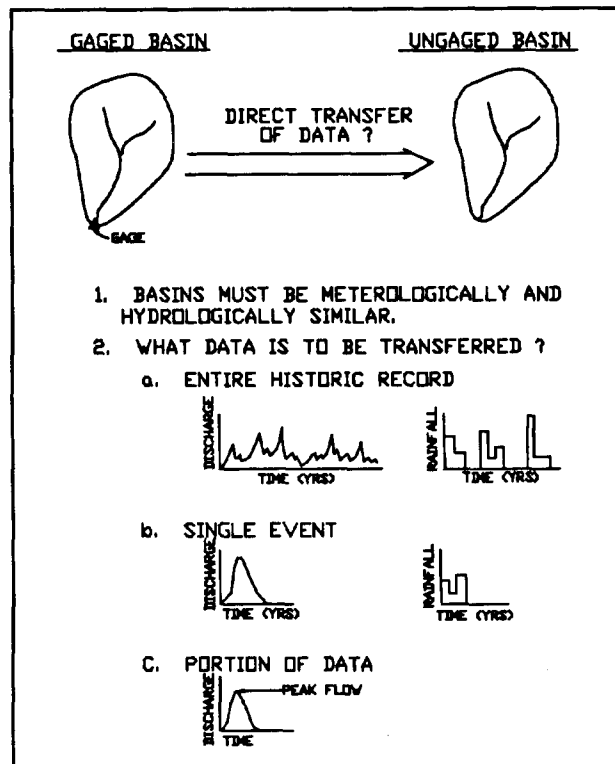 GAGED BASIN
UNGAGED BASIN
DIRECT TRANSFER
OF DATA ?
GAGE
1. BASINS MUST BE METEROLOGICALLY AND
HYDROLOGICALLY SIMILAR.
2. WHAT DATA IS TO BE TRANSFERRED ?
a. ENTIRE HISTORIC RECORD
DISCHARGE
TIME (YRS)
RAINFALL
TIME (YRS)
b. SINGLE EVENT
DISCHARGE
TIME (YRS)
RAINFALL
TIME (YRS)
C. PORTION OF DATA
DISCHARGE
PEAK FLOW
TIME